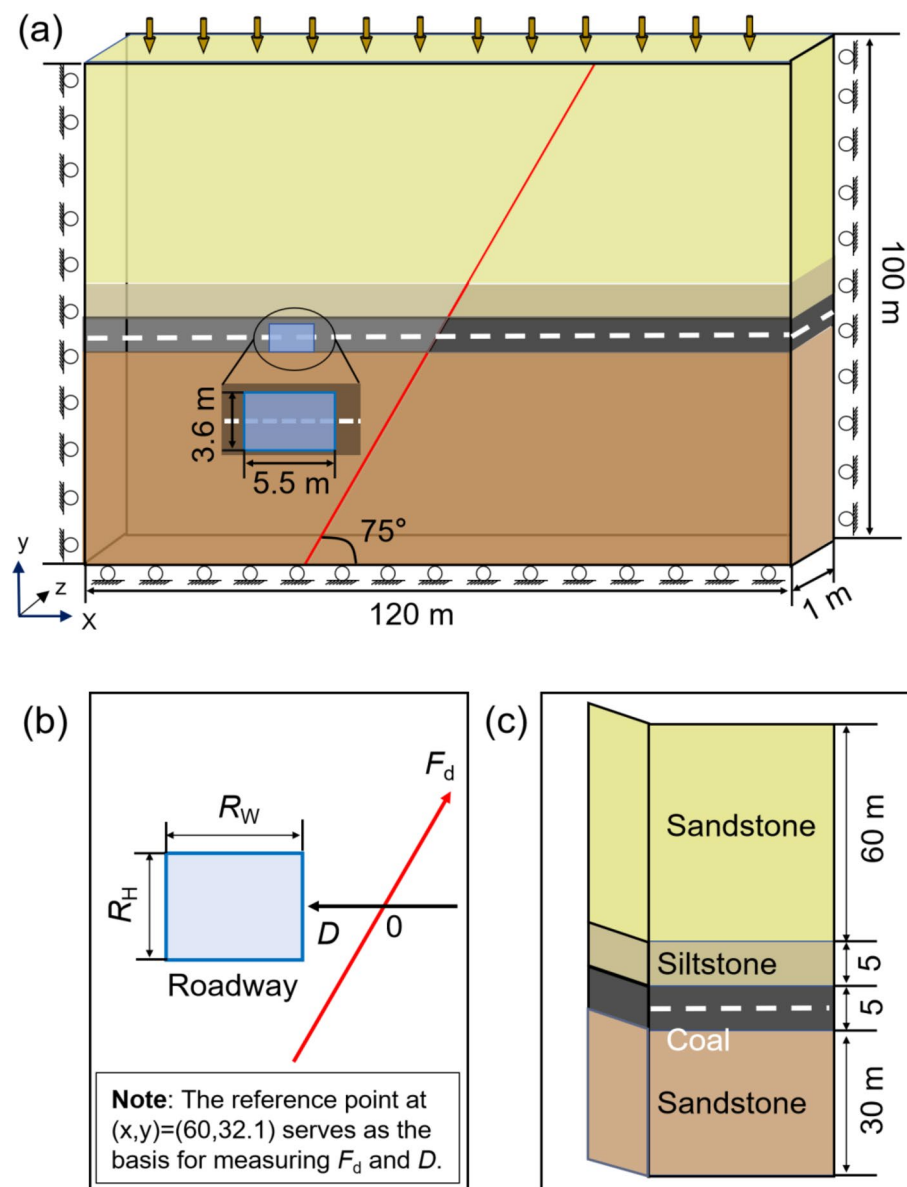 (a)
100 m
3.6 m
5.5 m
75°
y
z
X
120 m
1 m
(b)
F_d
R_W
R_H
D
0
Roadway
Note: The reference point at
(x,y)=(60,32.1) serves as the
basis for measuring F_d and D.
(c)
Sandstone
60 m
Siltstone
5
5
Coal
Sandstone
30 m